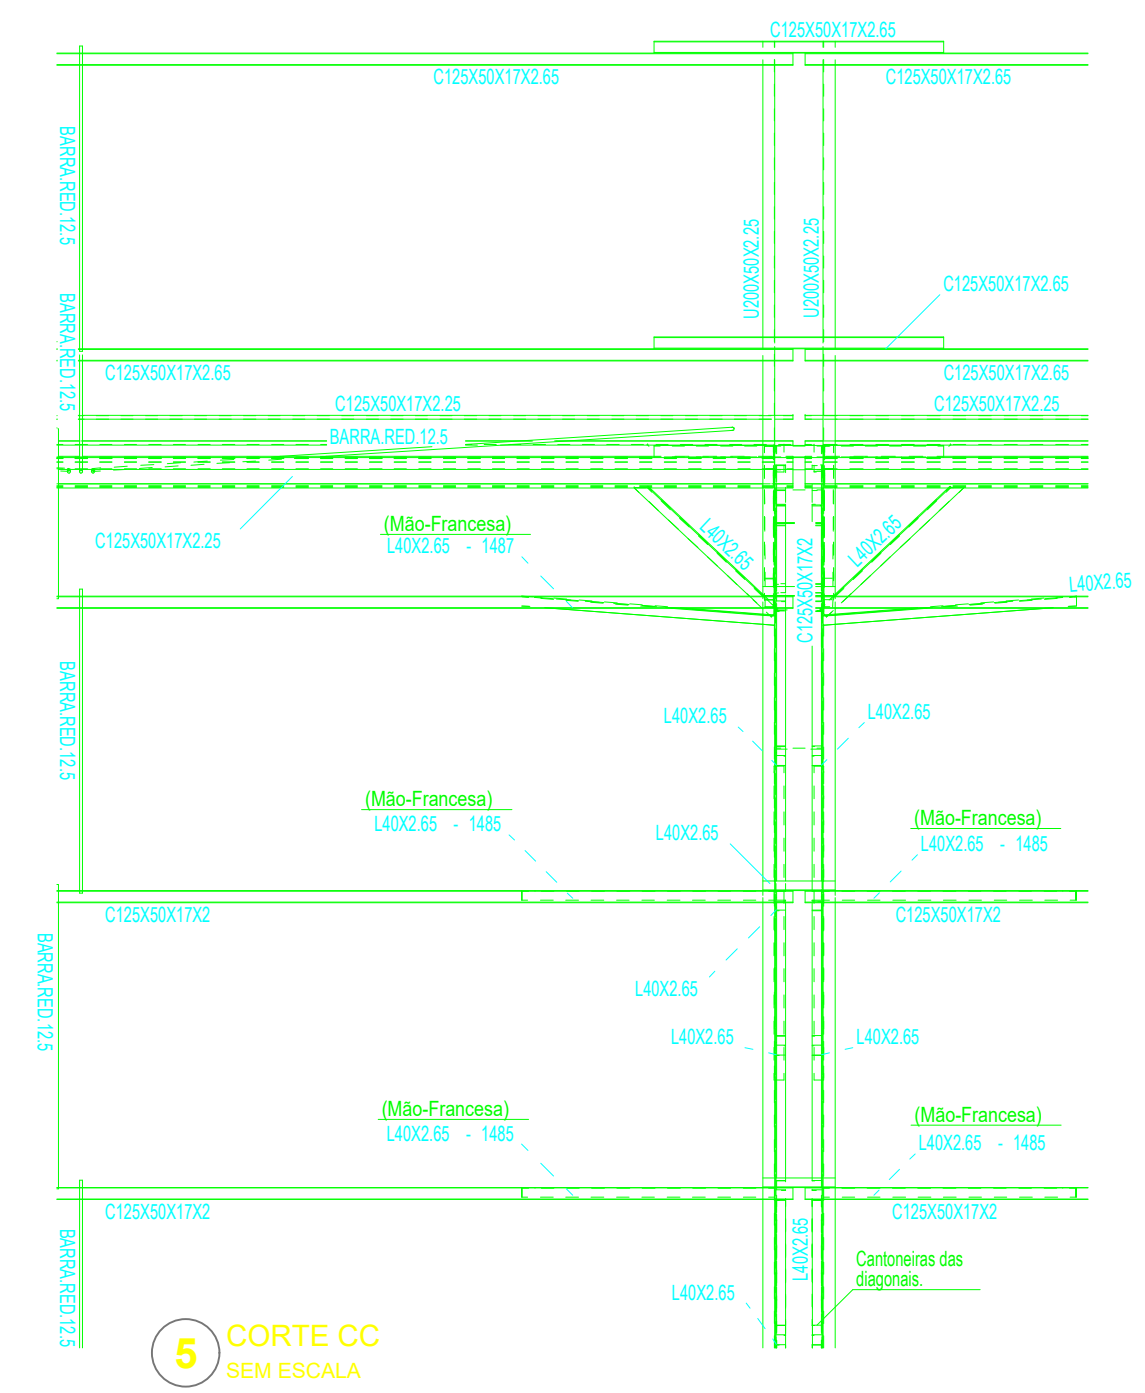 C125X50X17X2.65
C125X50X17X2.65
C125X50X17X2.65
BARRA.RED.12.5
U200X50X2.25
U200X50X2.25
C125X50X17X2.65
BARRA.RED.12.5
C125X50X17X2.65
C125X50X17X2.65
C125X50X17X2.25
C125X50X17X2.25
BARRA.RED.12.5
C125X50X17X2.25
(Mão-Francesa)
L40X2.65 - 1487
L40X2.65
L40X2.65
C125X50X17X2
L40X2.65
BARRA.RED.12.5
L40X2.65
L40X2.65
(Mão-Francesa)
L40X2.65 - 1485
L40X2.65
(Mão-Francesa)
L40X2.65 - 1485
C125X50X17X2
C125X50X17X2
BARRA.RED.12.5
L40X2.65
L40X2.65
L40X2.65
(Mão-Francesa)
L40X2.65 - 1485
(Mão-Francesa)
L40X2.65 - 1485
C125X50X17X2
C125X50X17X2
BARRA.RED.12.5
L40X2.65
Cantoneiras das
diagonais.
L40X2.65
5
CORTE CC
SEM ESCALA